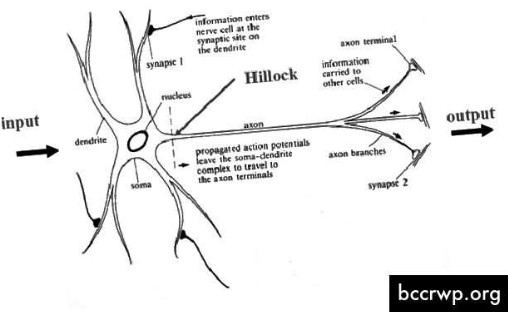 information enters
nerve cell at the
synaptic site on
the dendrite
synapse 1
axon terminal
information
carried to
other cells
Hillock
nucleus
input
output
dendrite
axon
propagated action potentials
leave the soma-dendrite
complex to travel to
the axon terminals
axon branches
soma
synapse 2
bccrwp.org